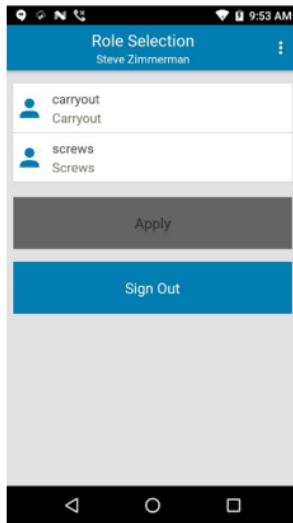 9:53 AM
Role Selection
Steve Zimmerman
carryout
Carryout
screws
Screws
Apply
Sign Out